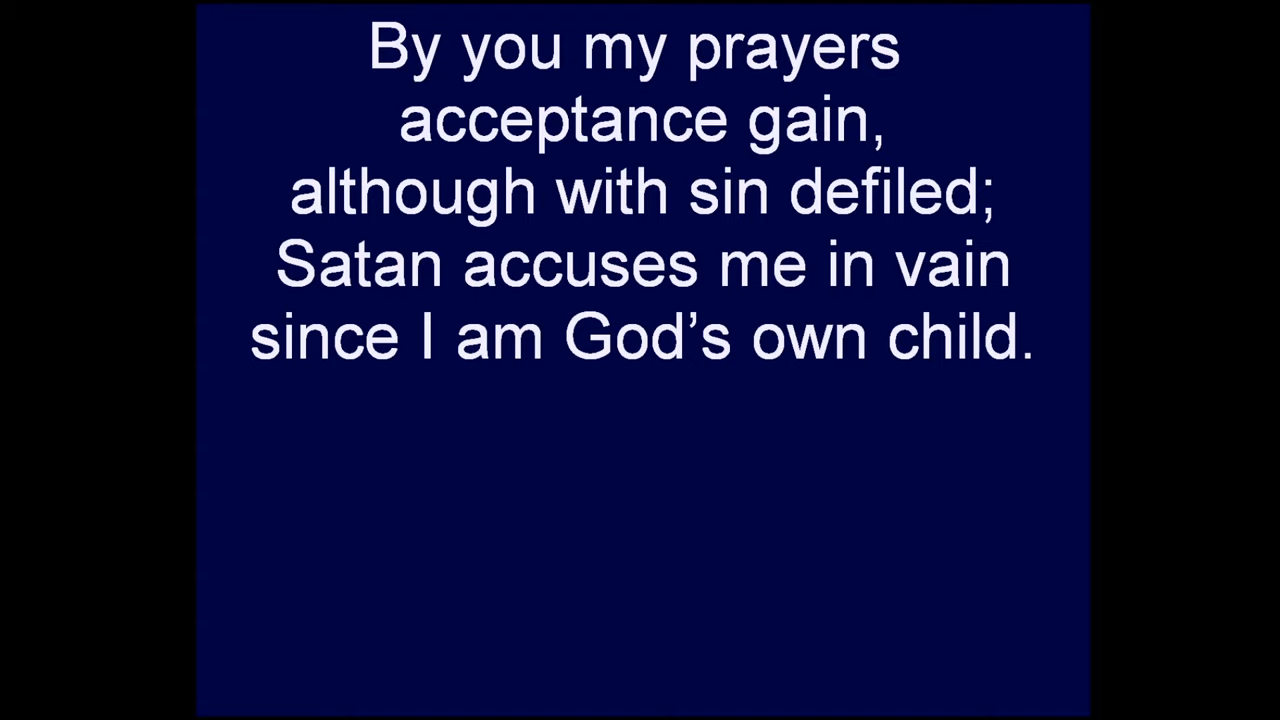 By you my prayers
acceptance gain,
although with sin defiled;
Satan accuses me in vain
since I am God’s own child.